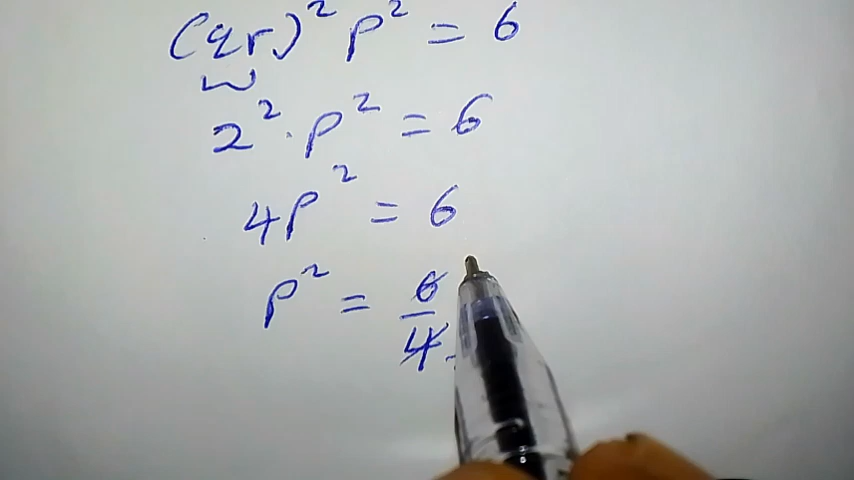 (qr)² p² = 6
2² · p² = 6
4p² = 6
p² = 6/4